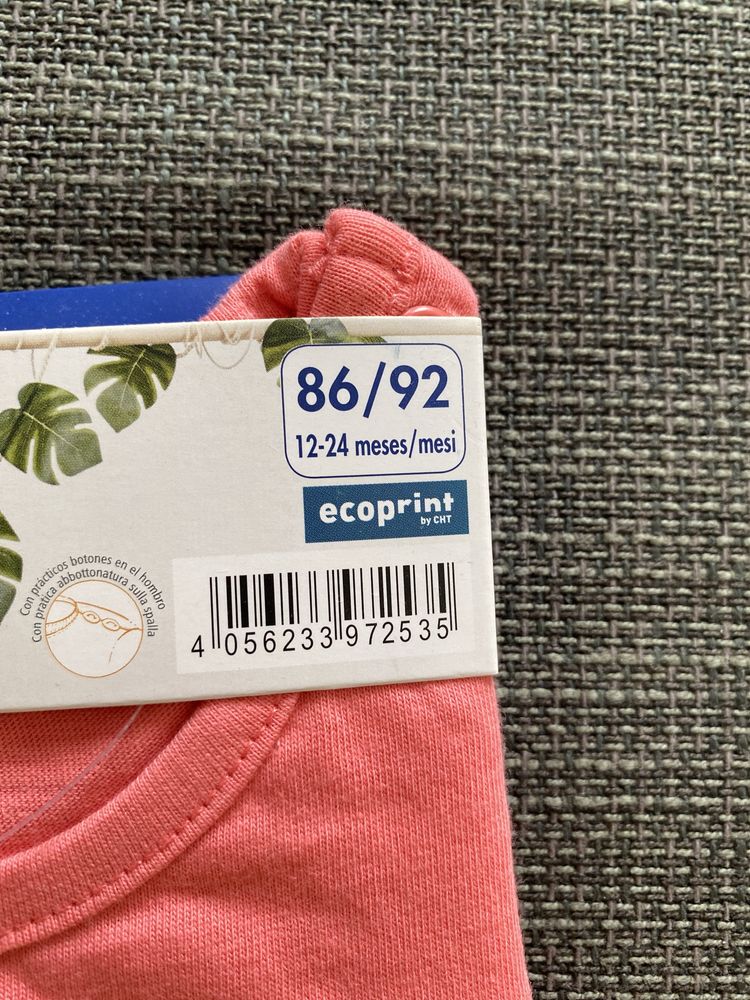 86/92
12-24 meses/mesi
ecoprint
by CHT
Con prácticos botones en el hombro
Con pratica abbottonatura sulla spalla
4 056233 972535